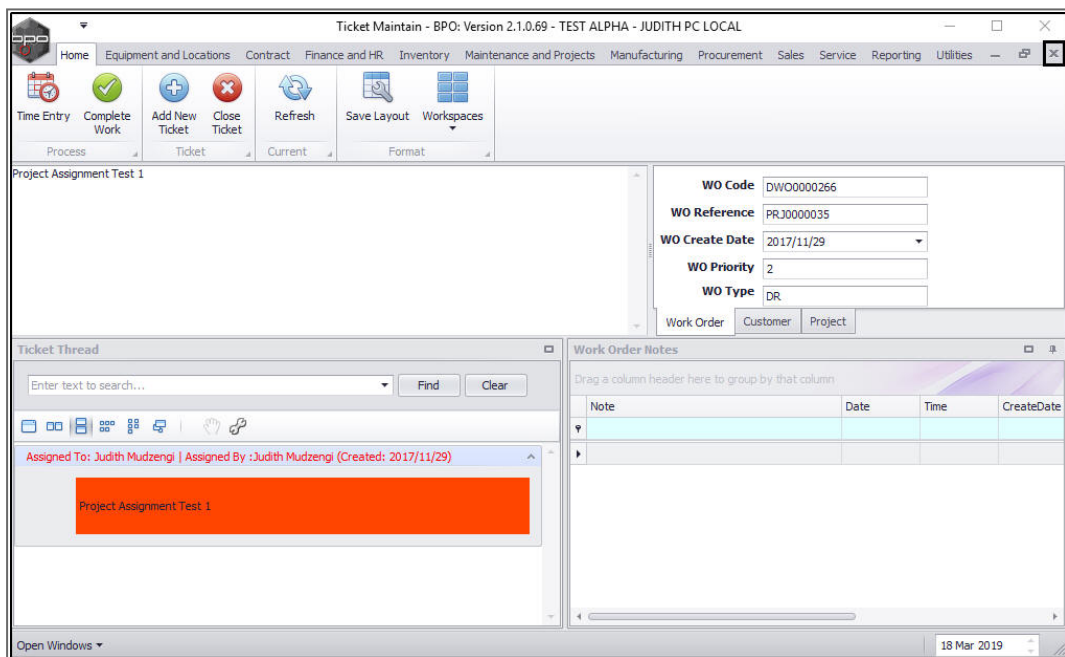 Ticket Maintain - BPO: Version 2.1.0.69 - TEST ALPHA - JUDITH PC LOCAL
bpo
Home Equipment and Locations Contract Finance and HR Inventory Maintenance and Projects Manufacturing Procurement Sales Service Reporting Utilities
Time Entry Complete Work Add New Ticket Close Ticket Refresh Save Layout Workspaces
Process Ticket Current Format
Project Assignment Test 1
WO Code DWO0000266
WO Reference PRJ0000035
WO Create Date 2017/11/29
WO Priority 2
WO Type DR
Work Order Customer Project
Ticket Thread
Enter text to search... Find Clear
Assigned To: Judith Mudzengi | Assigned By :Judith Mudzengi (Created: 2017/11/29)
Project Assignment Test 1
Work Order Notes
Drag a column header here to group by that column
Note Date Time CreateDate
Open Windows 18 Mar 2019